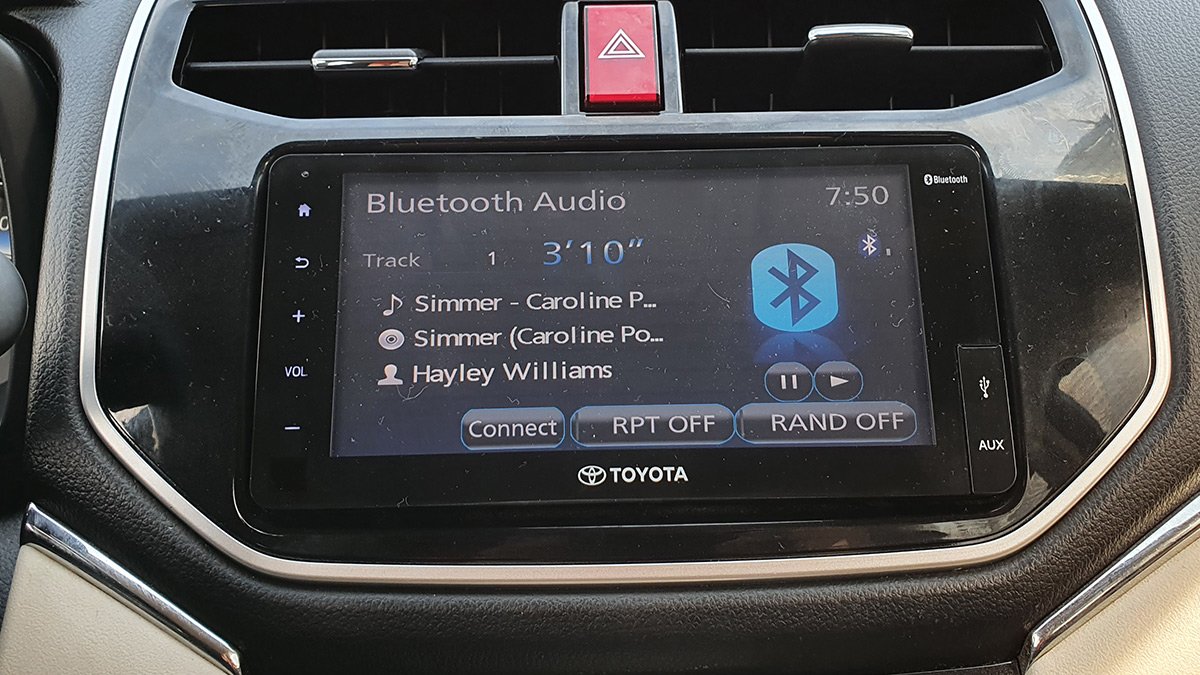 Bluetooth Audio 7:50
Bluetooth
Track 1 3'10"
Simmer - Caroline P...
Simmer (Caroline Po...
Hayley Williams
VOL
Connect RPT OFF RAND OFF
AUX
TOYOTA